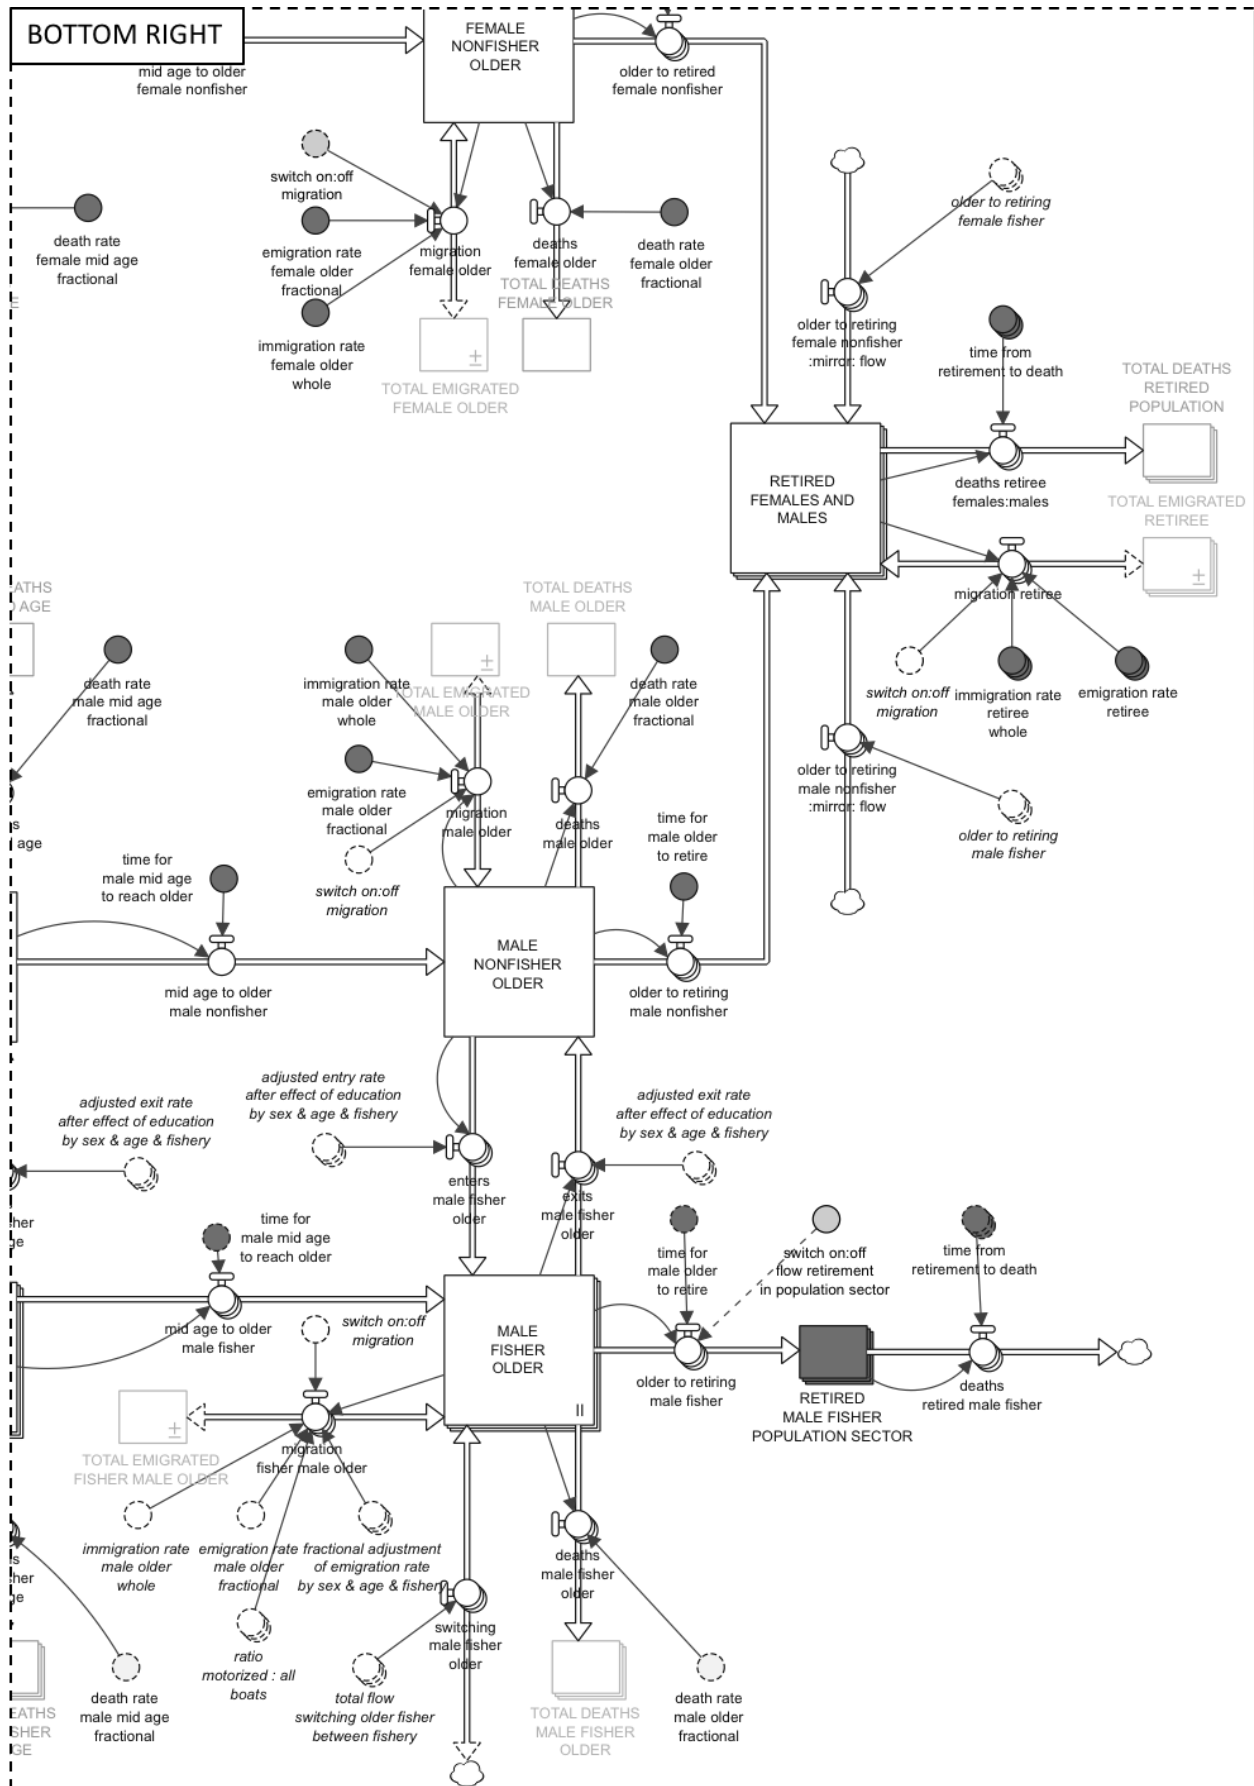 BOTTOM RIGHT
FEMALE
NONFISHER
OLDER
mid age to older
female nonfisher
older to retired
female nonfisher
switch on:off
migration
older to retiring
female fisher
death rate
female mid age
fractional
emigration rate
female older
fractional
migration
female older
deaths
female older
death rate
female older
fractional
TOTAL DEATHS
FEMALE OLDER
E
immigration rate
female older
whole
TOTAL EMIGRATED
FEMALE OLDER
older to retiring
female nonfisher
:mirror: flow
time from
retirement to death
TOTAL DEATHS
RETIRED
POPULATION
RETIRED
FEMALES AND
MALES
deaths retiree
females:males
TOTAL EMIGRATED
RETIREE
±
±
migration retiree
switch on:off
migration
immigration rate
retiree
whole
emigration rate
retiree
ATHS
AGE
TOTAL DEATHS
MALE OLDER
death rate
male mid age
fractional
immigration rate
male older
whole
±
TOTAL EMIGRATED
MALE OLDER
death rate
male older
fractional
older to retiring
male nonfisher
:mirror: flow
older to retiring
male fisher
emigration rate
male older
fractional
migration
male older
deaths
male older
s
age
time for
male mid age
to reach older
switch on:off
migration
time for
male older
to retire
MALE
NONFISHER
OLDER
mid age to older
male nonfisher
older to retiring
male nonfisher
adjusted exit rate
after effect of education
by sex & age & fishery
adjusted entry rate
after effect of education
by sex & age & fishery
adjusted exit rate
after effect of education
by sex & age & fishery
enters
male fisher
older
exits
male fisher
older
her
ge
time for
male mid age
to reach older
time for
male older
to retire
switch on:off
flow retirement
in population sector
time from
retirement to death
mid age to older
male fisher
switch on:off
migration
MALE
FISHER
OLDER
II
older to retiring
male fisher
RETIRED
MALE FISHER
POPULATION SECTOR
deaths
retired male fisher
±
TOTAL EMIGRATED
FISHER MALE OLDER
migration
fisher male older
immigration rate
male older
whole
emigration rate
male older
fractional
fractional adjustment
of emigration rate
by sex & age & fishery
deaths
male fisher
older
s
her
ge
switching
male fisher
older
ratio
motorized : all
boats
total flow
switching older fisher
between fishery
death rate
male mid age
fractional
TOTAL DEATHS
MALE FISHER
OLDER
death rate
male older
fractional
EATHS
SHER
GE